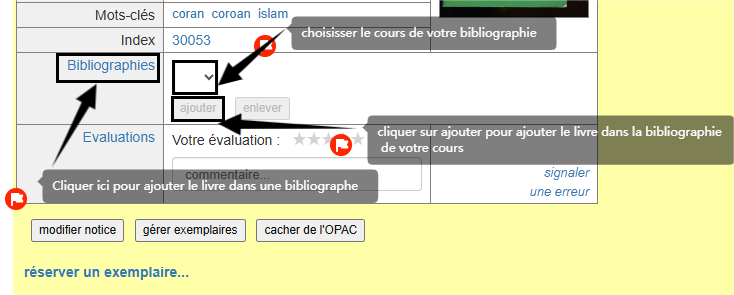 Mots-clés coran coroan islam
Index 30053
choisisser le cours de votre bibliographie
Bibliographies
ajouter enlever
cliquer sur ajouter pour ajouter le livre dans la bibliographie
de votre cours
Evaluations Votre évaluation :
commentaire...
signaler
une erreur
Cliquer ici pour ajouter le livre dans une bibliographe
modifier notice gérer exemplaires cacher de l'OPAC
réserver un exemplaire...